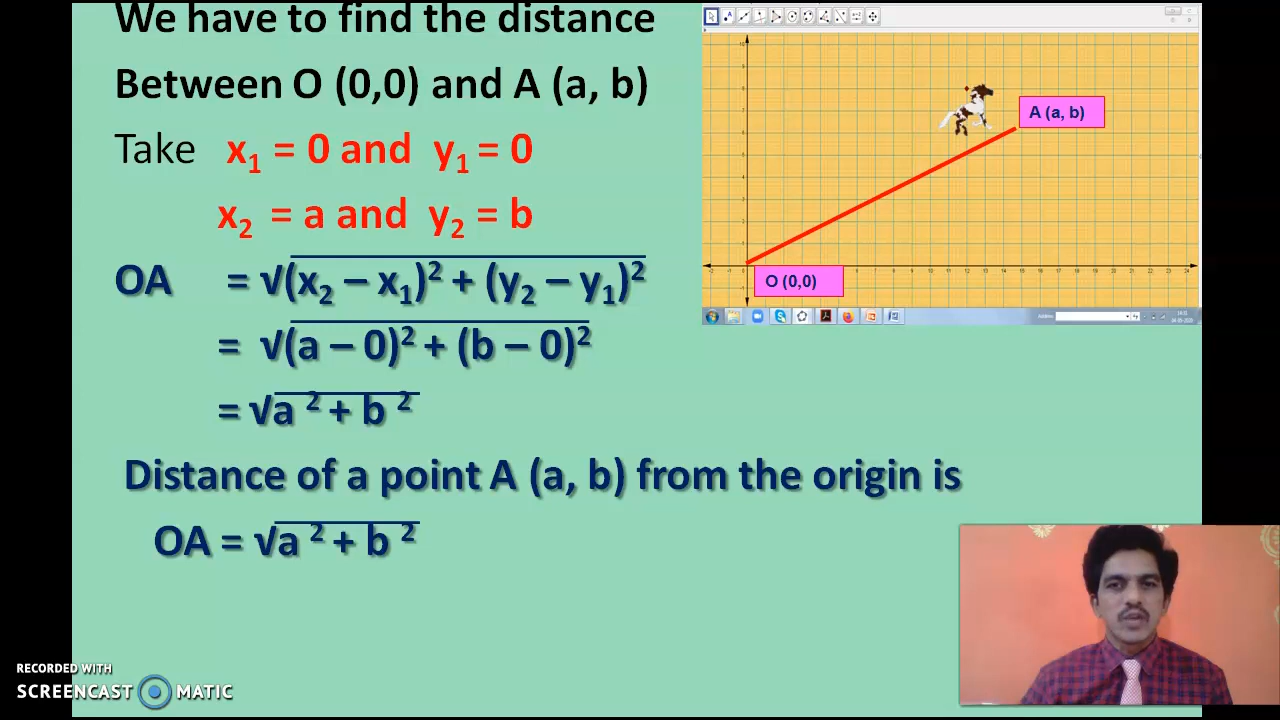 We have to find the distance
Between O (0,0) and A (a, b)
Take x₁ = 0 and y₁ = 0
x₂ = a and y₂ = b
OA = √(x₂ – x₁)² + (y₂ – y₁)²
= √(a – 0)² + (b – 0)²
= √a ² + b ²
Distance of a point A (a, b) from the origin is
OA = √a ² + b ²
A (a, b)
O (0,0)
RECORDED WITH
SCREENCAST MATIC